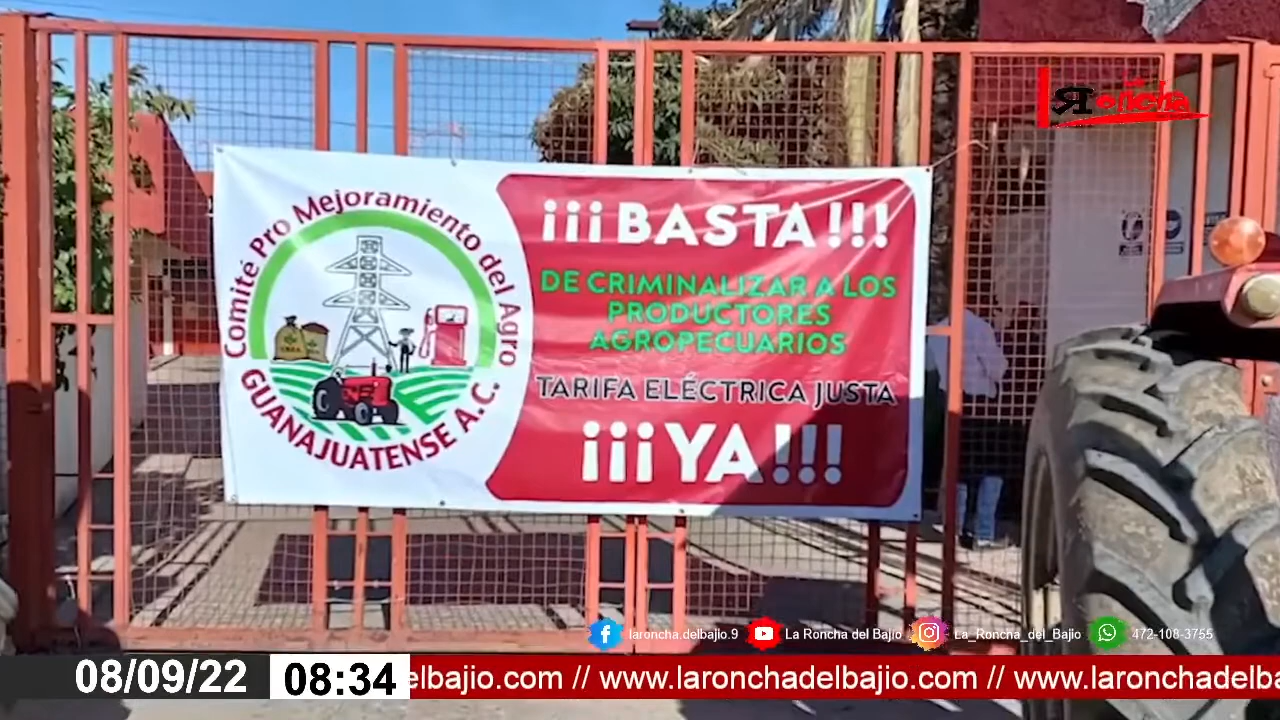 La Roncha
Comité Pro Mejoramiento del Agro
GUANAJUATENSE A.C.
¡¡¡BASTA!!!
DE CRIMINALIZAR A LOS
PRODUCTORES
AGROPECUARIOS
TARIFA ELÉCTRICA JUSTA
¡¡¡YA!!!
laroncha.delbajio.9
La Roncha del Bajio
La_Roncha_del_Bajio
472-108-3755
08/09/22
08:34
elbajio.com // www.laronchadelbajio.com // www.laronchadelba